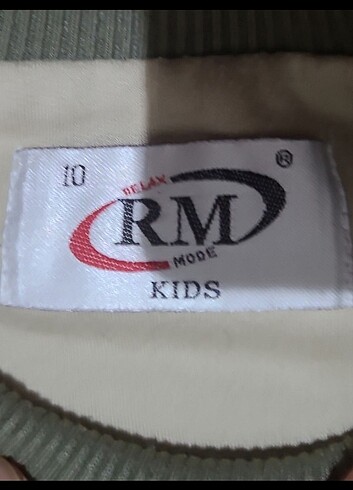 10
®
RELAX
RM
MODE
KIDS